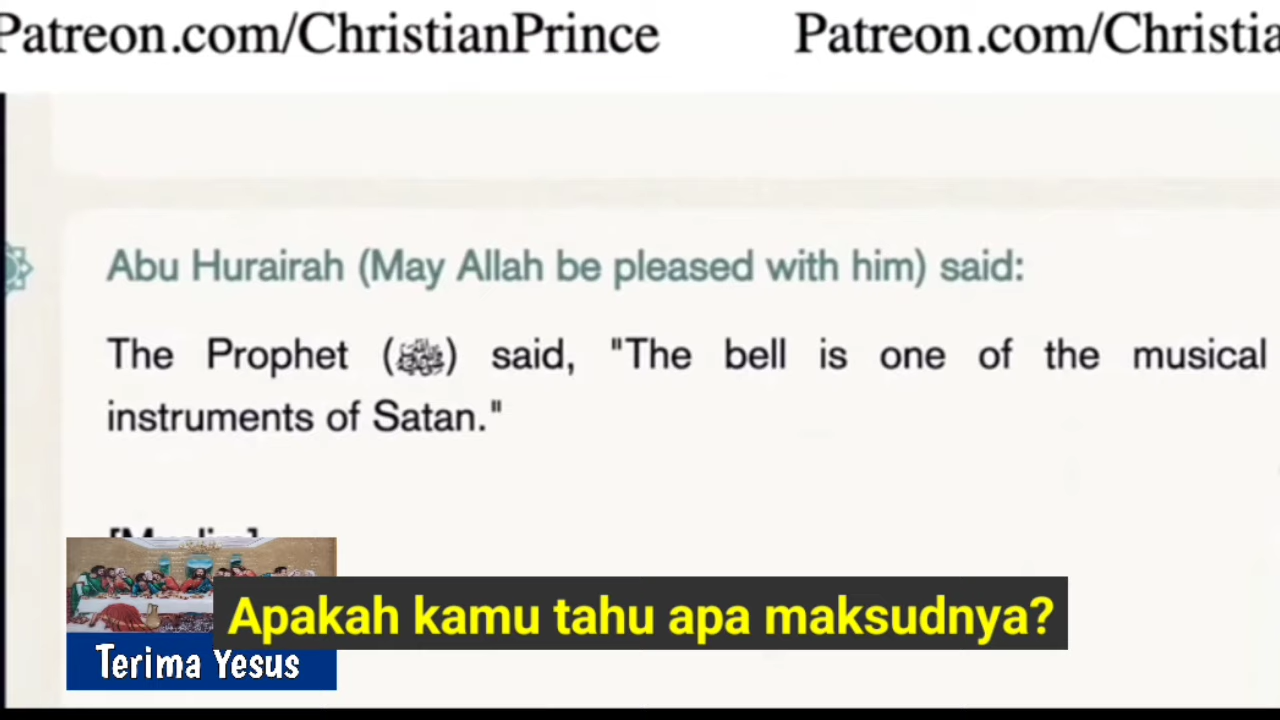 Patreon.com/ChristianPrince Patreon.com/Christia
Abu Hurairah (May Allah be pleased with him) said:
The Prophet (ﷺ) said, "The bell is one of the musical
instruments of Satan."
Apakah kamu tahu apa maksudnya?
Terima Yesus